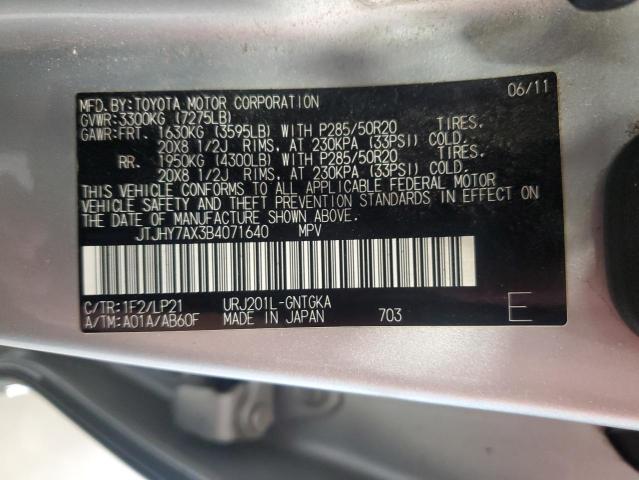 MFD. BY: TOYOTA MOTOR CORPORATION 06/11
GVWR: 3300KG (7275LB)
GAWR: FRT. 1630KG (3595LB) WITH P285/50R20 TIRES.
20X8 1/2J RIMS. AT 230KPA (33PSI) COLD.
RR. 1950KG (4300LB) WITH P285/50R20 TIRES.
20X8 1/2J RIMS. AT 230KPA (33PSI) COLD.
THIS VEHICLE CONFORMS TO ALL APPLICABLE FEDERAL MOTOR
VEHICLE SAFETY AND THEFT PREVENTION STANDARDS IN EFFECT ON
THE DATE OF MANUFACTURE SHOWN ABOVE.
JTJHY7AX3B4071640 MPV
C/TR: 1F2/LP21 URJ201L-GNTGKA
A/TM: A01A/AB60F MADE IN JAPAN 703 E